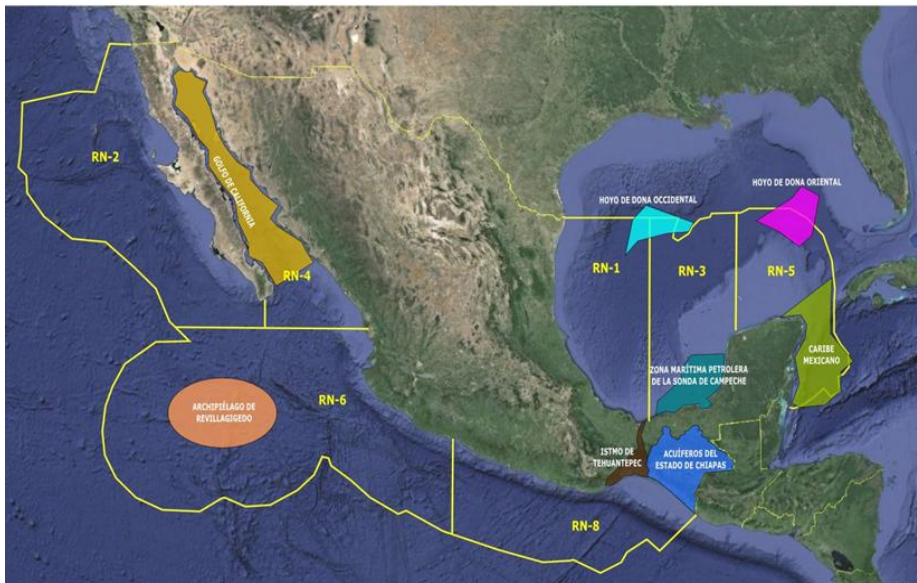 RN-2
GOLFO DE CALIFORNIA
RN-4
HOYO DE DONA OCCIDENTAL
HOYO DE DONA ORIENTAL
RN-1
RN-3
RN-5
CARIBE
MEXICANO
ZONA MARÍTIMA PETROLERA
DE LA SONDA DE CAMPECHE
RN-6
ARCHIPIÉLAGO DE
REVILLAGIGEDO
ISTMO DE
TEHUANTEPEC
ACUÍFEROS DEL
ESTADO DE CHIAPAS
RN-8